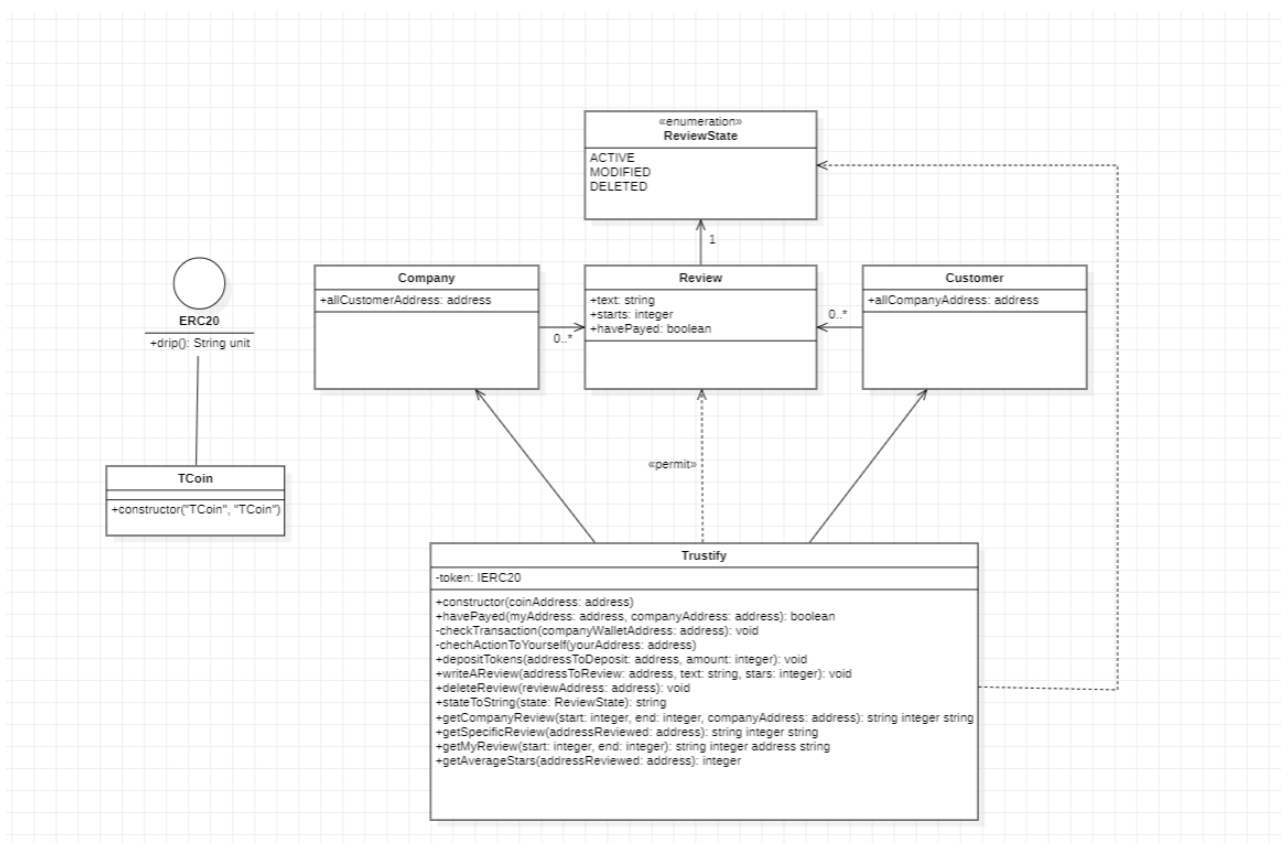 «enumeration»
ReviewState
ACTIVE
MODIFIED
DELETED
1
ERC20
+drip(): String unit
Company
+allCustomerAddress: address
0..*
Review
+text: string
+starts: integer
+havePayed: boolean
0..*
Customer
+allCompanyAddress: address
TCoin
+constructor("TCoin", "TCoin")
«permit»
Trustify
-token: IERC20
+constructor(coinAddress: address)
+havePayed(myAddress: address, companyAddress: address): boolean
-checkTransaction(companyWalletAddress: address): void
-chechActionToYourself(yourAddress: address)
+depositTokens(addressToDeposit: address, amount: integer): void
+writeAReview(addressToReview: address, text: string, stars: integer): void
+deleteReview(reviewAddress: address): void
+stateToString(state: ReviewState): string
+getCompanyReview(start: integer, end: integer, companyAddress: address): string integer string
+getSpecificReview(addressReviewed: address): string integer string
+getMyReview(start: integer, end: integer): string integer address string
+getAverageStars(addressReviewed: address): integer